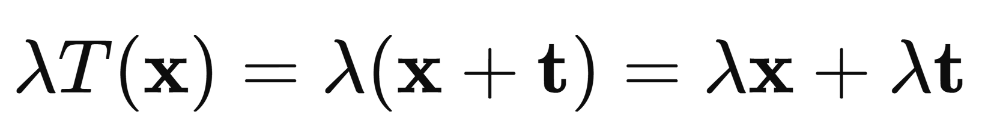 λT(𝐱) = λ(𝐱 + 𝐭) = λ𝐱 + λ𝐭